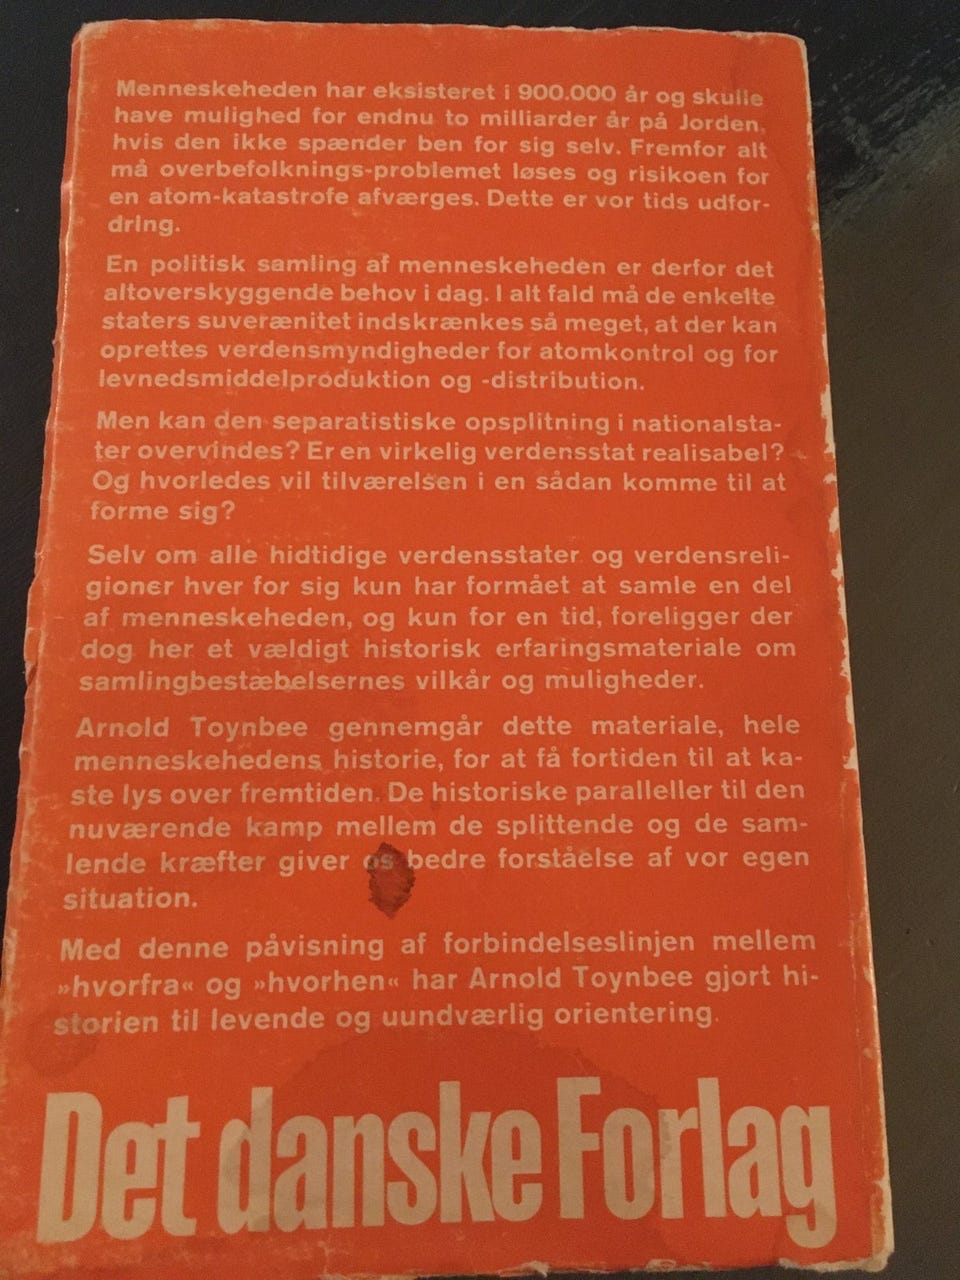 Menneskeheden har eksisteret i 900.000 år og skulle
have mulighed for endnu to milliarder år på Jorden,
hvis den ikke spænder ben for sig selv. Fremfor alt
må overbefolknings-problemet løses og risikoen for
en atom-katastrofe afværges. Dette er vor tids udfor-
dring.
En politisk samling af menneskeheden er derfor det
altoverskyggende behov i dag. I alt fald må de enkelte
staters suverænitet indskrænkes så meget, at der kan
oprettes verdensmyndigheder for atomkontrol og for
levnedsmiddelproduktion og -distribution.
Men kan den separatistiske opsplitning i nationalsta-
ter overvindes? Er en virkelig verdensstat realisabel?
Og hvorledes vil tilværelsen i en sådan komme til at
forme sig?
Selv om alle hidtidige verdensstater og verdensreli-
gioner hver for sig kun har formået at samle en del
af menneskeheden, og kun for en tid, foreligger der
dog her et vældigt historisk erfaringsmateriale om
samlingbestæbelsernes vilkår og muligheder.
Arnold Toynbee gennemgår dette materiale, hele
menneskehedens historie, for at få fortiden til at ka-
ste lys over fremtiden. De historiske paralleller til den
nuværende kamp mellem de splittende og de sam-
lende kræfter giver os bedre forståelse af vor egen
situation.
Med denne påvisning af forbindelseslinjen mellem
»hvorfra« og »hvorhen« har Arnold Toynbee gjort hi-
storien til levende og uundværlig orientering.
Det danske Forlag